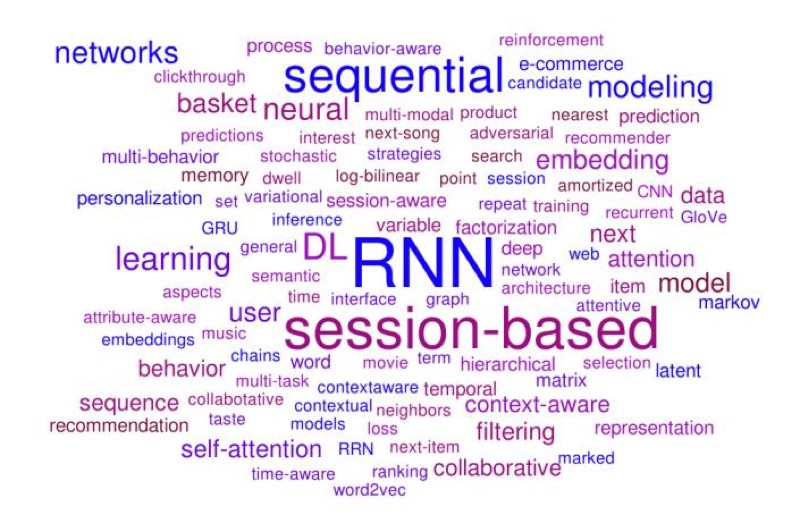 networks process behavior-aware reinforcement
clickthrough sequential e-commerce
candidate modeling
basket neural multi-modal product nearest prediction
predictions interest next-song adversarial recommender
multi-behavior stochastic strategies search embedding
memory dwell log-bilinear point session amortized CNN data
personalization set variational session-aware repeat training recurrent GloVe
GRU inference variable factorization next
general DL RNN deep web attention
learning semantic network architecture item model
aspects time interface graph attentive markov
attribute-aware user session-based
embeddings music
behavior chains word movie term hierarchical selection latent
multi-task contextaware temporal matrix
sequence collabotative contextual neighbors context-aware
recommendation taste models loss filtering representation
self-attention RRN next-item marked
time-aware ranking collaborative
word2vec